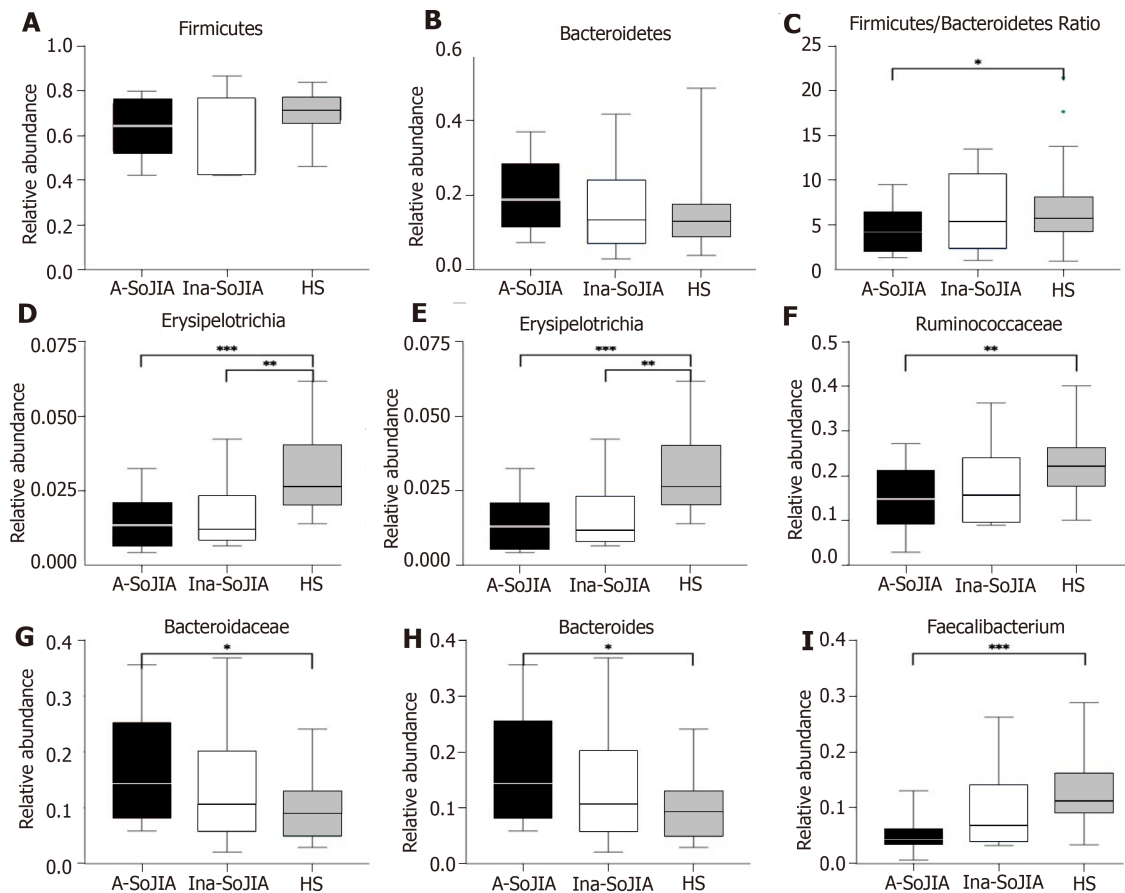 A
Firmicutes
Relative abundance
1.0
0.8
0.6
0.4
0.2
0.0
A-SoJIA Ina-SoJIA HS
B
Bacteroidetes
Relative abundance
0.6
0.4
0.2
0.0
A-SoJIA Ina-SoJIA HS
C
Firmicutes/Bacteroidetes Ratio
Relative abundance
25
20
15
10
5
0
*
A-SoJIA Ina-SoJIA HS
D
Erysipelotrichia
Relative abundance
0.075
0.050
0.025
0.000
***
**
A-SoJIA Ina-SoJIA HS
E
Erysipelotrichia
Relative abundance
0.075
0.050
0.025
0.000
***
**
A-SoJIA Ina-SoJIA HS
F
Ruminococcaceae
Relative abundance
0.5
0.4
0.3
0.2
0.1
0.0
**
A-SoJIA Ina-SoJIA HS
G
Bacteroidaceae
Relative abundance
0.4
0.3
0.2
0.1
0.0
*
A-SoJIA Ina-SoJIA HS
H
Bacteroides
Relative abundance
0.4
0.3
0.2
0.1
0.0
*
A-SoJIA Ina-SoJIA HS
I
Faecalibacterium
Relative abundance
0.4
0.3
0.2
0.1
0.0
***
A-SoJIA Ina-SoJIA HS